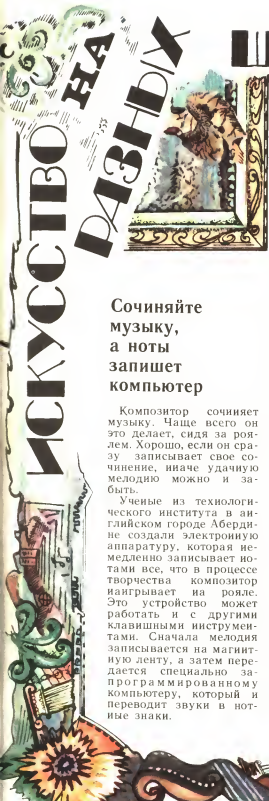 ИСКУССТВО
НА
РАЗНЫХ
Сочиняйте
музыку,
а ноты
запишет
компьютер
Композитор сочиняет
музыку. Чаще всего он
это делает, сидя за роя-
лем. Хорошо, если он сра-
зу записывает свое со-
чинение, иначе удачную
мелодию можно и за-
быть.
Ученые из технологи-
ческого института в ан-
глийском городе Аберди-
не создали электронную
аппаратуру, которая не-
медленно записывает но-
тами все, что в процессе
творчества композитор
наигрывает на рояле.
Это устройство может
работать и с другими
клавишными инструмен-
тами. Сначала мелодия
записывается на магнит-
ную ленту, а затем пере-
дается специально за-
программированному
компьютеру, который и
переводит звуки в нот-
ные знаки.